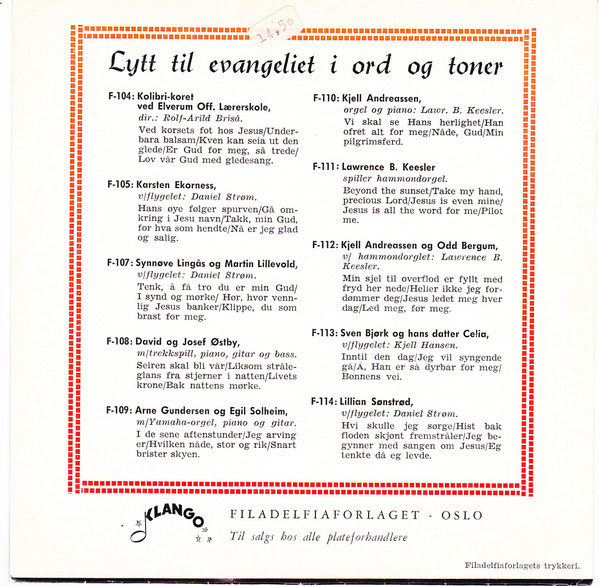 14,50
Lytt til evangeliet i ord og toner
F-104: Kolibri-koret
ved Elverum Off. Lærerskole,
dir.: Rolf-Arild Briså.
Ved korsets fot hos Jesus/Under-
bara balsam/Kven kan seia ut den
glede/Er Gud for meg, så trede/
Lov vår Gud med gledesang.
F-105: Karsten Ekorness,
v/flygelet: Daniel Strøm.
Hans øye følger spurven/Gå om-
kring i Jesu navn/Takk, min Gud,
for hva som hendte/Nå er jeg glad
og salig.
F-107: Synnøve Lingås og Martin Lillevold,
v/flygelet: Daniel Strøm.
Tenk, å få tro du er min Gud/
I synd og mørke/ Hør, hvor venn-
lig Jesus banker/Klippe, du som
brast for meg.
F-108: David og Josef Østby,
m/trekkspill, piano, gitar og bass.
Seiren skal bli vår/Liksom stråle-
glans fra stjerner i natten/Livets
krone/Bak nattens mørke.
F-109: Arne Gundersen og Egil Solheim,
m/Yamaha-orgel, piano og gitar.
I de sene aftenstunder/Jeg arving
er/Hvilken nåde, stor og rik/Snart
brister skyen.
F-110: Kjell Andreassen,
orgel og piano: Lawr. B. Keesler.
Vi skal se Hans herlighet/Han
ofret alt for meg/Nåde, Gud/Min
pilgrimsferd.
F-111: Lawrence B. Keesler
spiller hammondorgel.
Beyond the sunset/Take my hand,
precious Lord/Jesus is even mine/
Jesus is all the word for me/Pilot
me.
F-112: Kjell Andreassen og Odd Bergum,
v/ hammondorglet: Lawrence B.
Keesler.
Min sjel til overflod er fyllt med
fryd her nede/Heller ikke jeg for-
dømmer deg/Jesus ledet meg hver
dag/Led meg, før meg.
F-113: Sven Bjørk og hans datter Celia,
v/flygelet: Kjell Hansen.
Inntil den dag/Jeg vil syngende
gå/A, Han er så dyrbar for meg/
Bonnens vei.
F-114: Lillian Sønstrød,
v/flygelet: Daniel Strøm.
Hvi skulle jeg sørge/Hist bak
floden skjønt fremstråler/Jeg be-
gynner med sangen om Jesus/Eg
tenkte då eg levde.
KLANGO
FILADELFIAFORLAGET - OSLO
Til salgs hos alle plateforhandlere
Filadelfiaforlagets trykkeri.